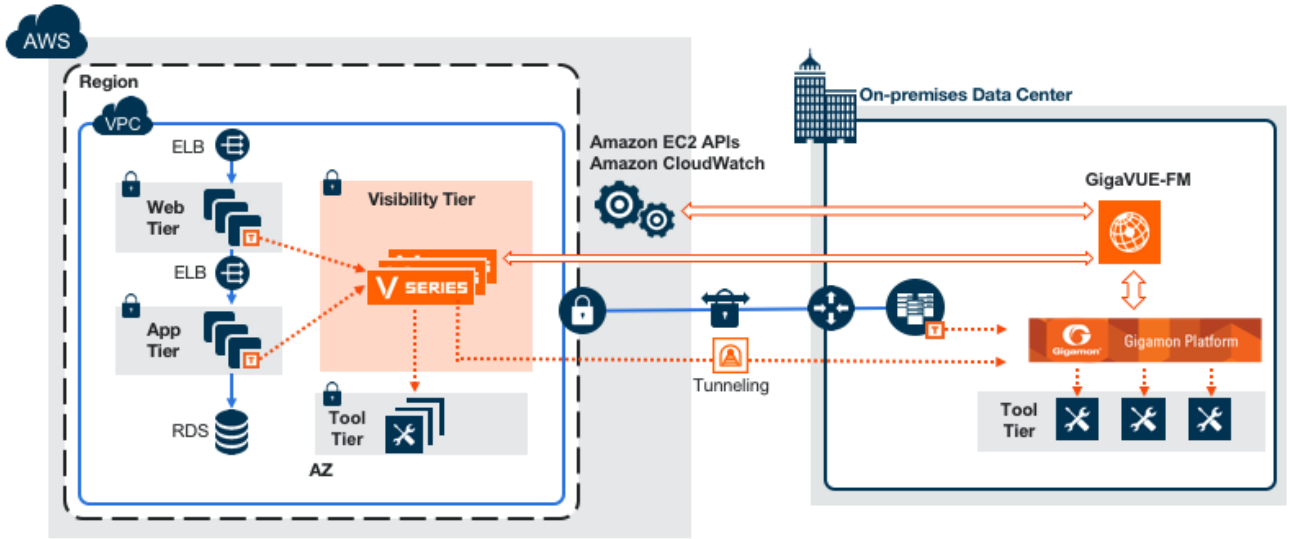 AWS
Region
VPC
ELB
Web
Tier
T
ELB
App
Tier
T
RDS
Visibility Tier
V SERIES
Tool
Tier
AZ
Amazon EC2 APIs
Amazon CloudWatch
Tunneling
On-premises Data Center
GigaVUE-FM
T
Gigamon
Gigamon Platform
Tool
Tier